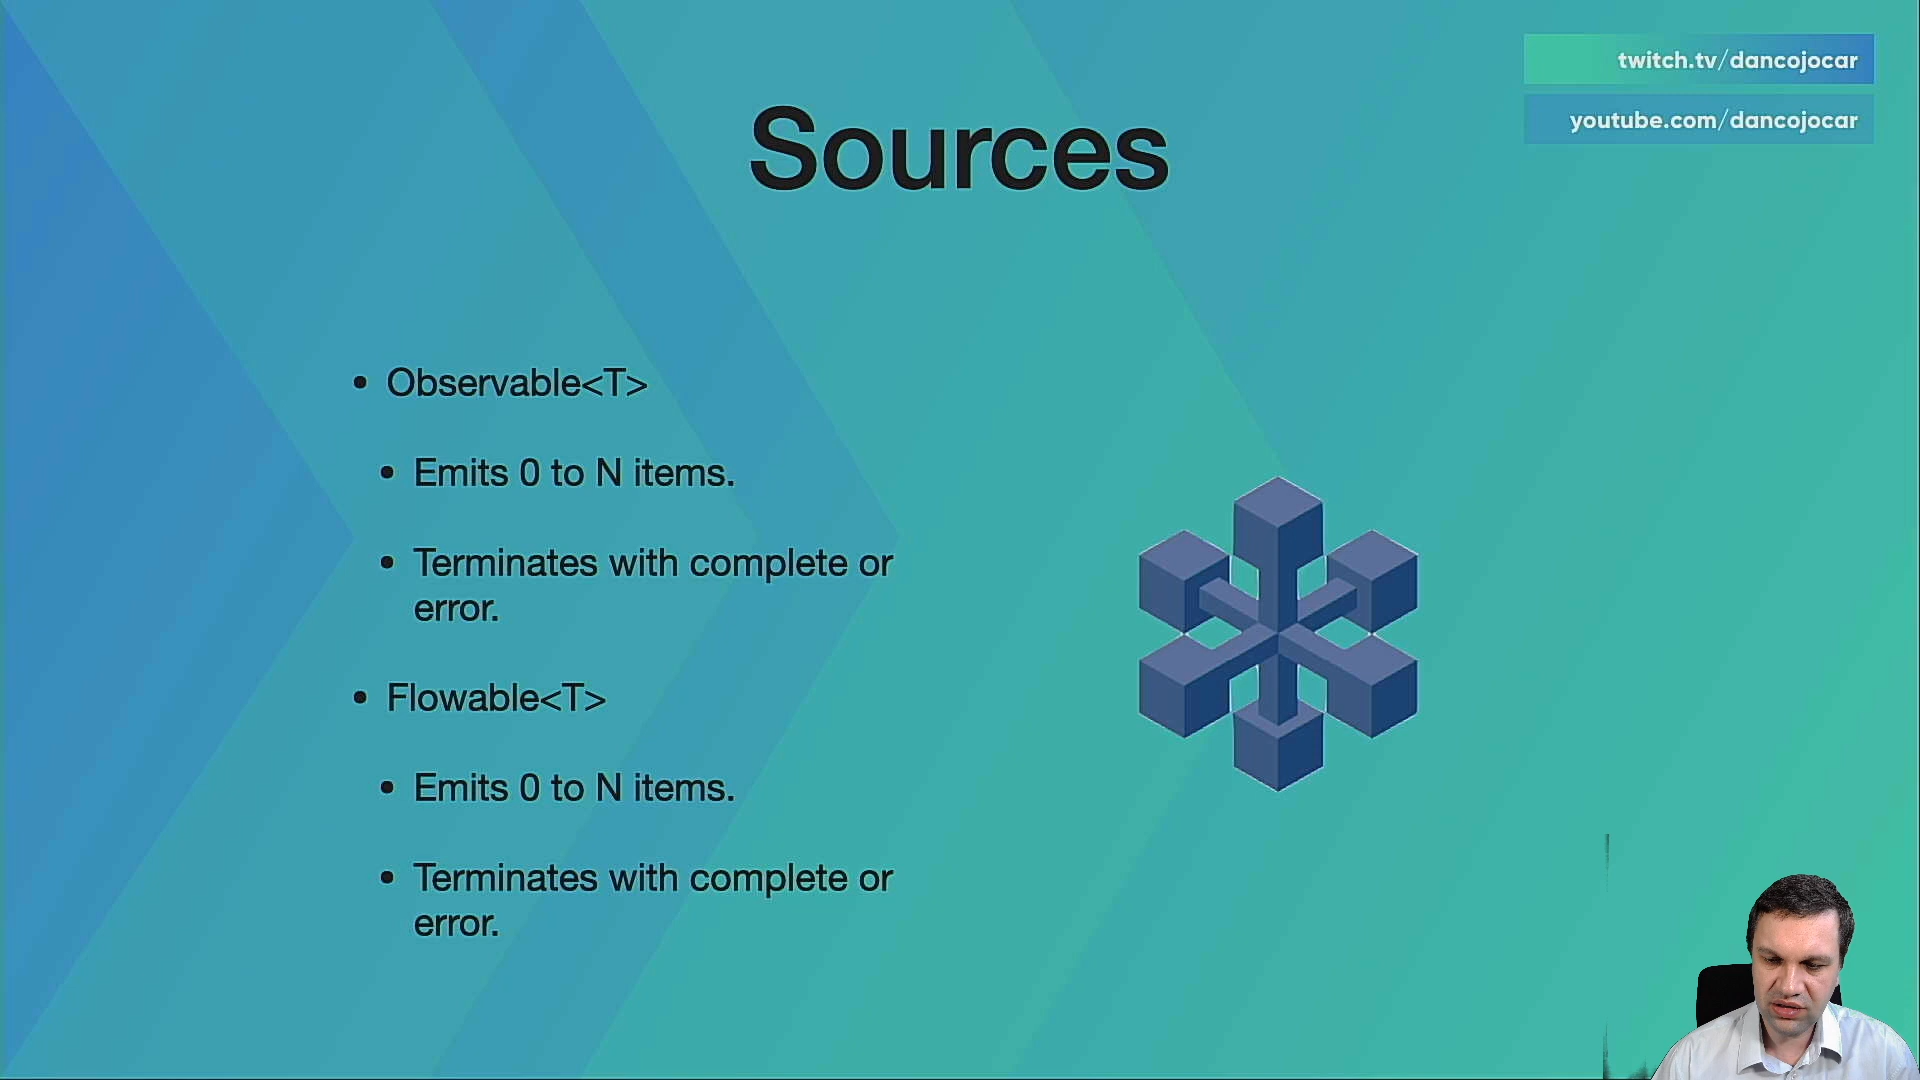 twitch.tv/dancojocar
youtube.com/dancojocar
Sources
• Observable<T>
• Emits 0 to N items.
• Terminates with complete or
error.
• Flowable<T>
• Emits 0 to N items.
• Terminates with complete or
error.